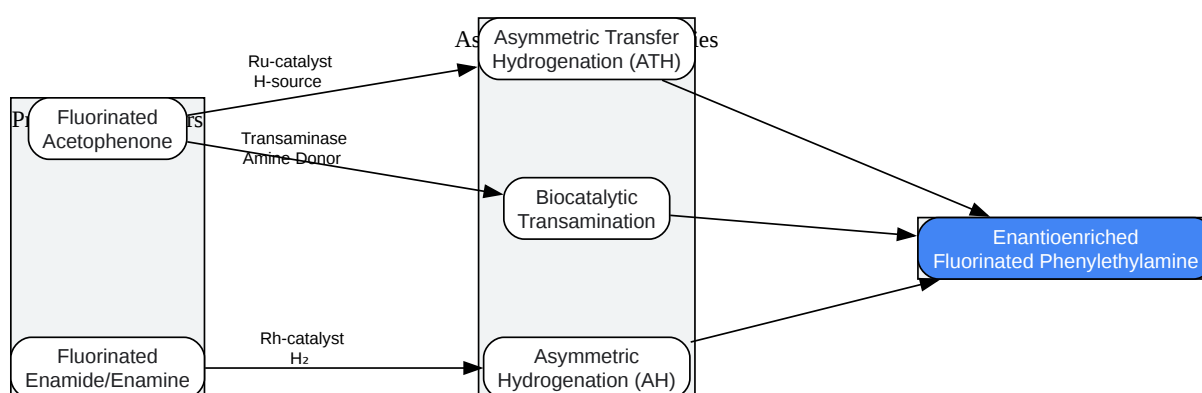 Asymmetric Transfer
Hydrogenation (ATH)
Ru-catalyst
H-source
Fluorinated
Acetophenone
Transaminase
Amine Donor
Biocatalytic
Transamination
Enantioenriched
Fluorinated Phenylethylamine
Rh-catalyst
H₂
Fluorinated
Enamide/Enamine
Asymmetric
Hydrogenation (AH)